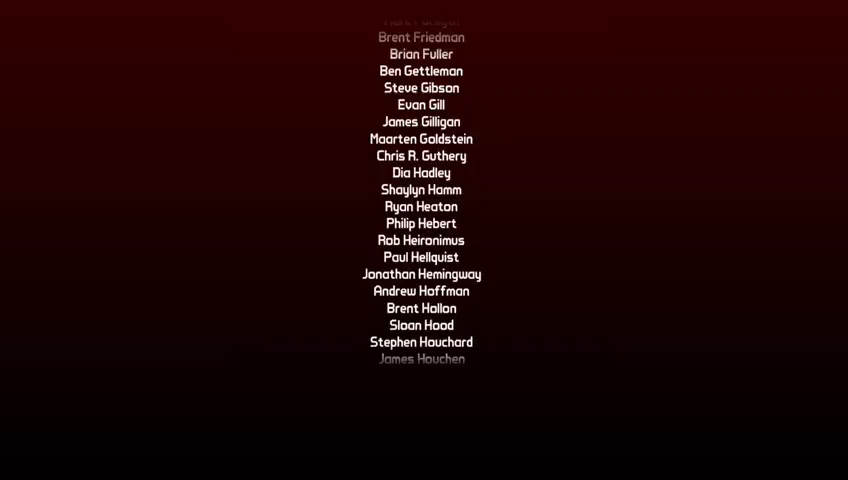 Brent Friedman
Brian Fuller
Ben Gettleman
Steve Gibson
Evan Gill
James Gilligan
Maarten Goldstein
Chris R. Guthery
Dia Hadley
Shaylyn Hamm
Ryan Heaton
Philip Hebert
Rob Heironimus
Paul Hellquist
Jonathan Hemingway
Andrew Hoffman
Brent Hollon
Sloan Hood
Stephen Houchard
James Houchen